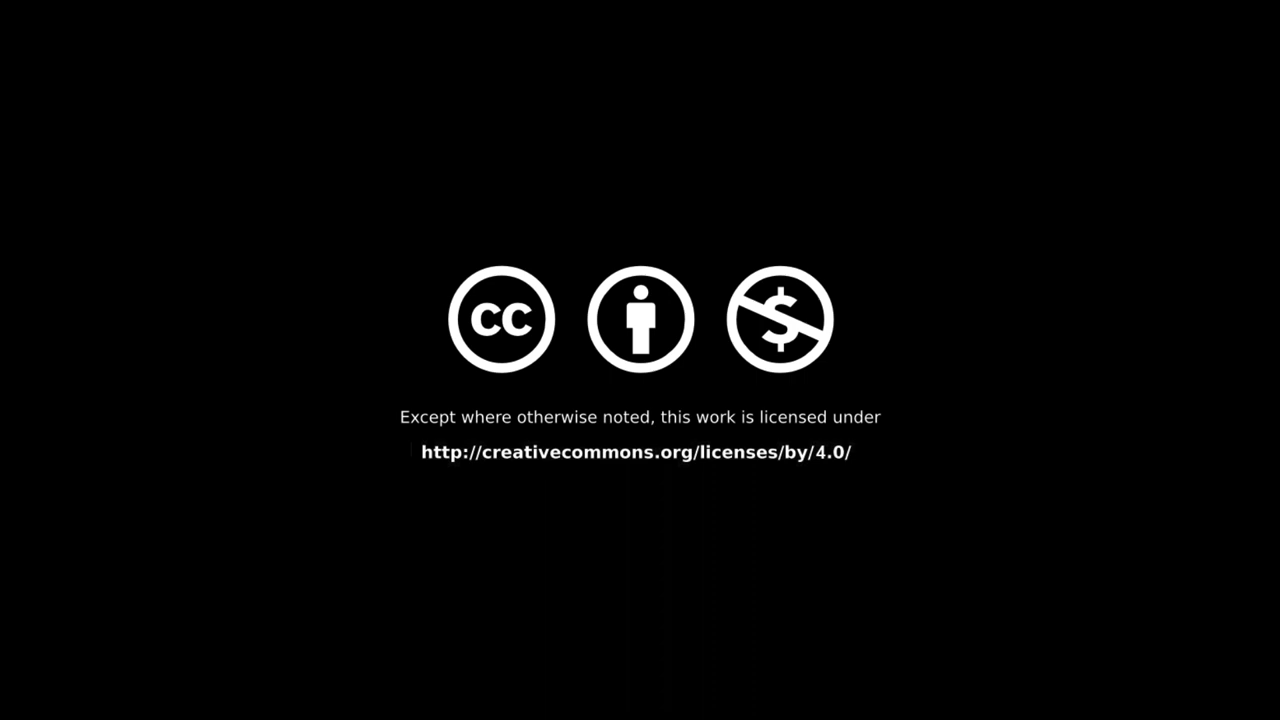 cc
$
Except where otherwise noted, this work is licensed under
http://creativecommons.org/licenses/by/4.0/